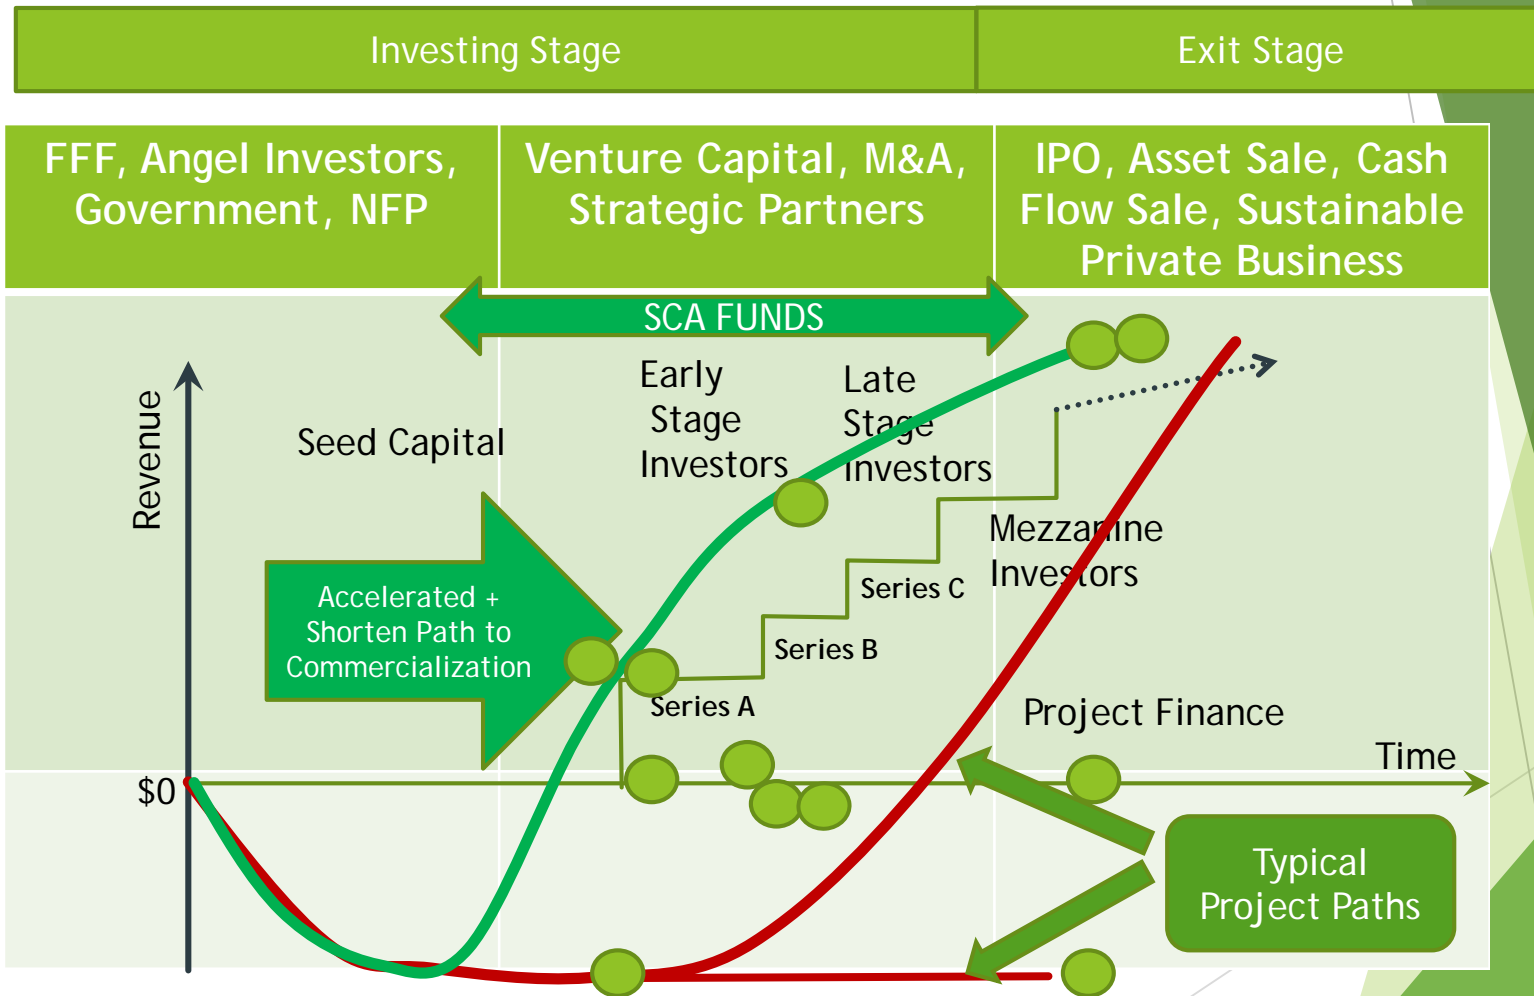 Investing Stage
Exit Stage
FFF, Angel Investors,
Government, NFP
Venture Capital, M&A,
Strategic Partners
IPO, Asset Sale, Cash
Flow Sale, Sustainable
Private Business
SCA FUNDS
Early
Stage
Investors
Late
Stage
Investors
Seed Capital
Revenue
Mezzanine
Investors
Accelerated +
Shorten Path to
Commercialization
Series C
Series B
Series A
Project Finance
Time
$0
Typical
Project Paths